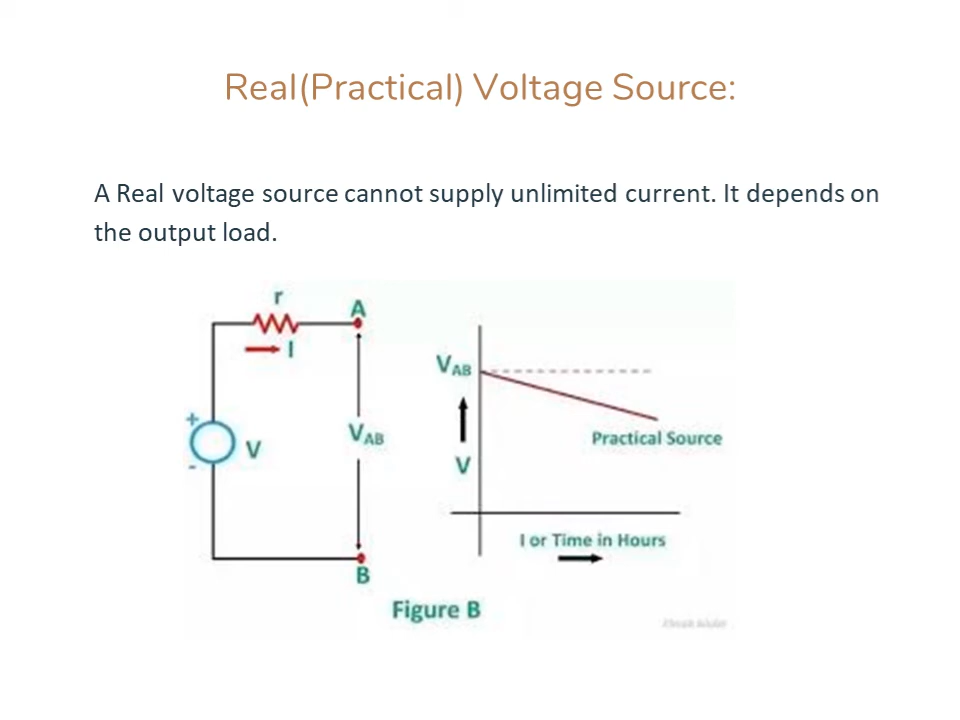 Real(Practical) Voltage Source:
A Real voltage source cannot supply unlimited current. It depends on
the output load.
r
A
I
+
V
-
VAB
B
VAB
V
Practical Source
I or Time in Hours
Figure B